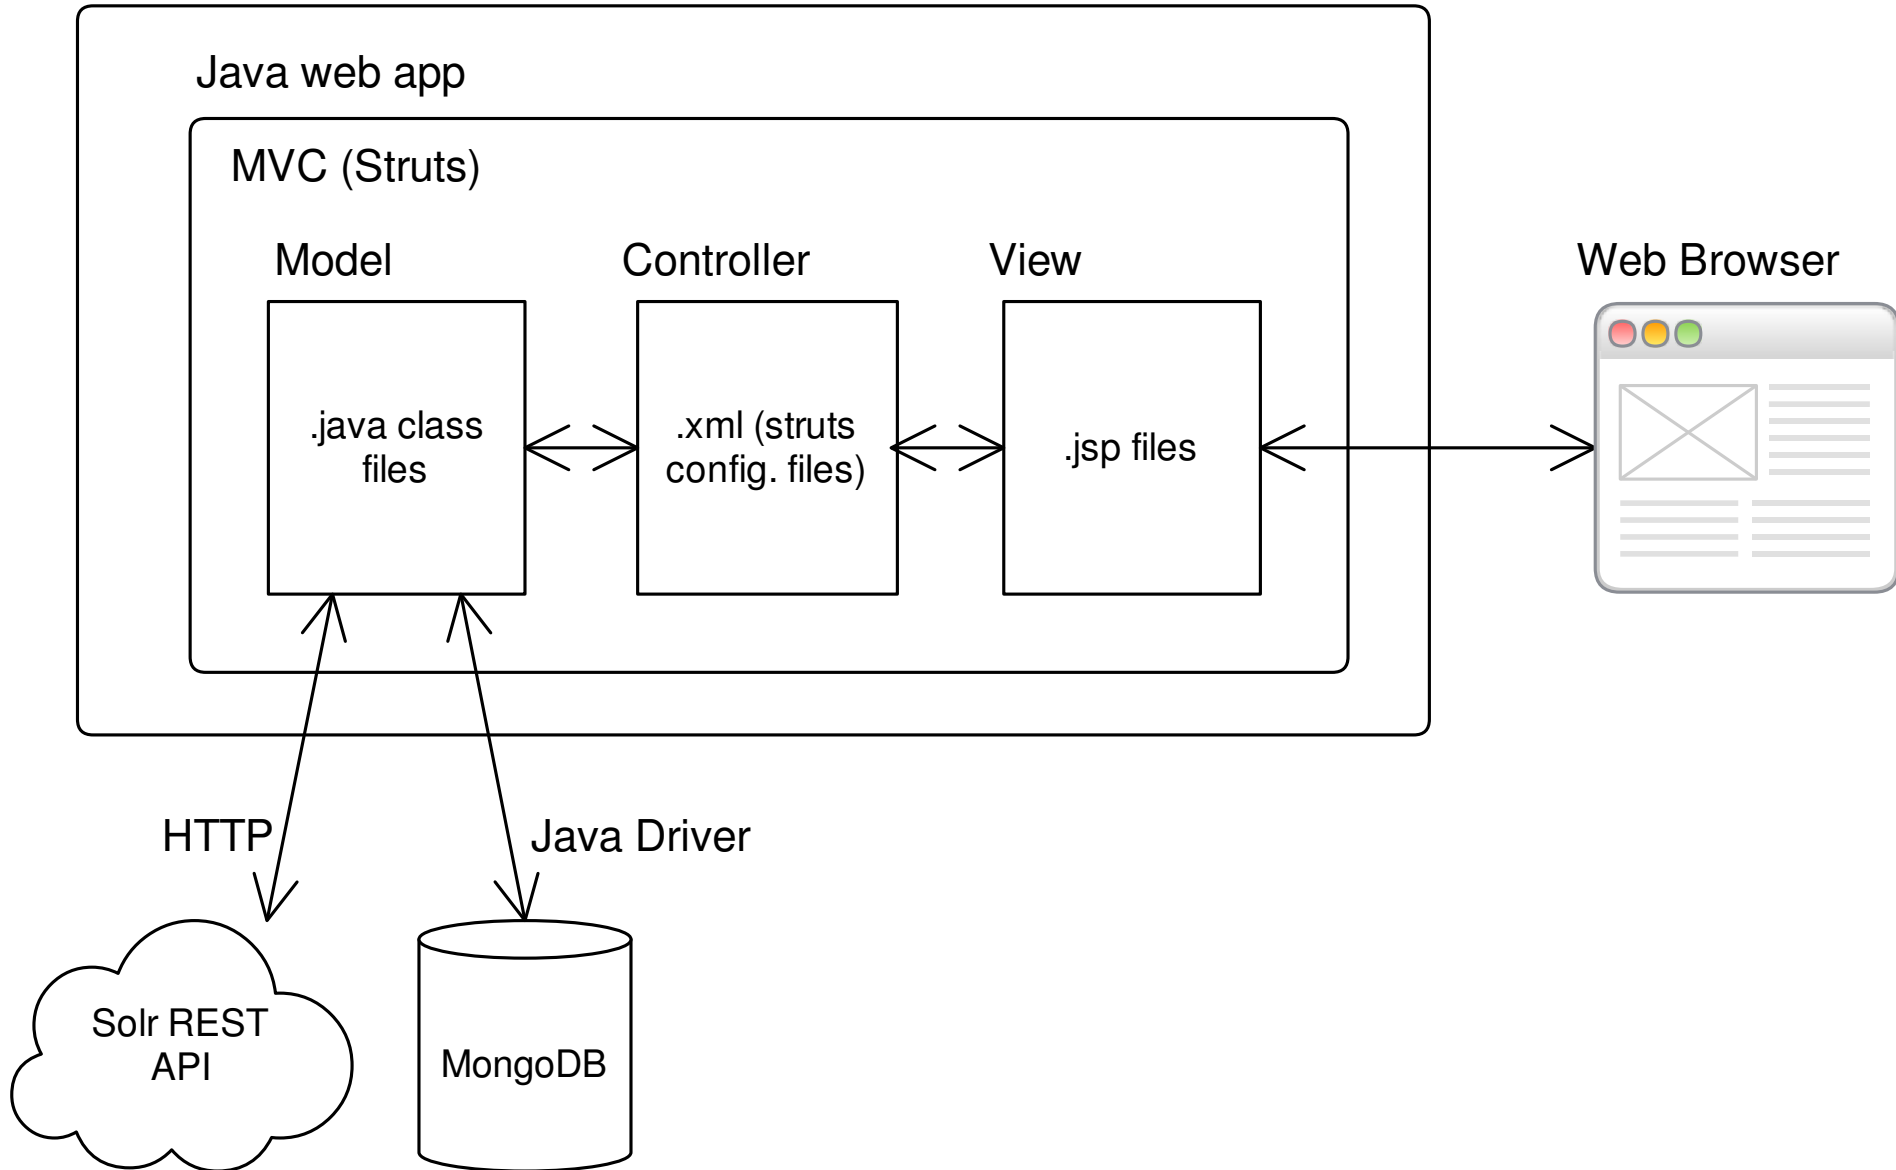 Java web app
MVC (Struts)
Model
Controller
View
Web Browser
.java class
files
.xml (struts
config. files)
.jsp files
HTTP
Java Driver
Solr REST
API
MongoDB